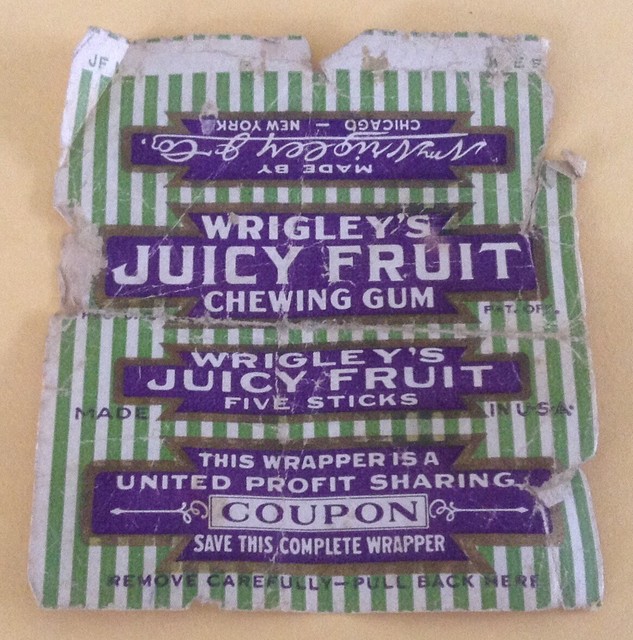 JF
MADE BY
Wm. Wrigley Jr. Co.
CHICAGO – NEW YORK
WRIGLEY'S
JUICY FRUIT
CHEWING GUM
PAT. OFF.
WRIGLEY'S
JUICY FRUIT
FIVE STICKS
MADE IN U·S·A·
THIS WRAPPER IS A
UNITED PROFIT SHARING
COUPON
SAVE THIS COMPLETE WRAPPER
REMOVE CAREFULLY–PULL BACK HERE